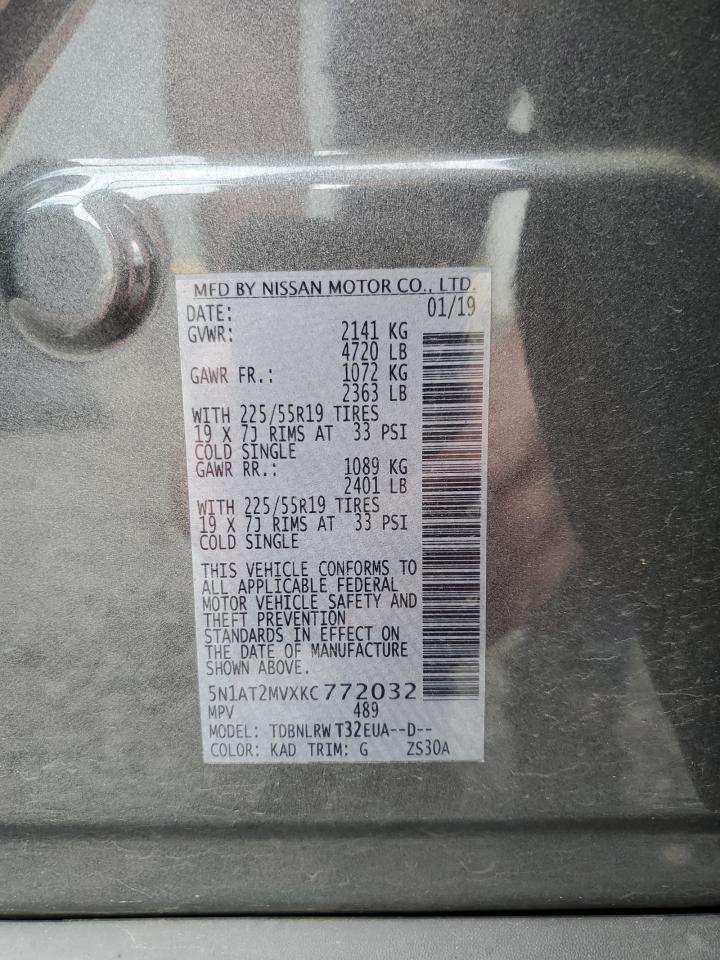 MFD BY NISSAN MOTOR CO., LTD.
DATE: 01/19
GVWR: 2141 KG
4720 LB
GAWR FR.: 1072 KG
2363 LB
WITH 225/55R19 TIRES
19 X 7J RIMS AT 33 PSI
COLD SINGLE
GAWR RR.: 1089 KG
2401 LB
WITH 225/55R19 TIRES
19 X 7J RIMS AT 33 PSI
COLD SINGLE
THIS VEHICLE CONFORMS TO
ALL APPLICABLE FEDERAL
MOTOR VEHICLE SAFETY AND
THEFT PREVENTION
STANDARDS IN EFFECT ON
THE DATE OF MANUFACTURE
SHOWN ABOVE.
5N1AT2MVXKC772032
MPV 489
MODEL: TDBNLRW T32EUA--D--
COLOR: KAD TRIM: G ZS30A